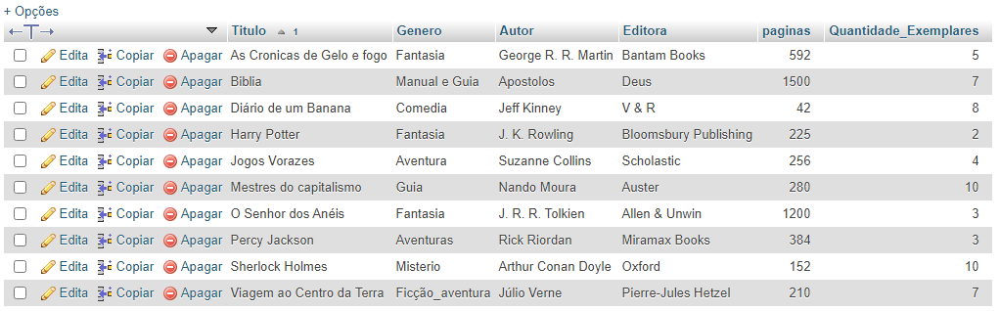 + Opções
←T→ Titulo 1 Genero Autor Editora paginas Quantidade_Exemplares
Edita Copiar Apagar As Cronicas de Gelo e fogo Fantasia George R. R. Martin Bantam Books 592 5
Edita Copiar Apagar Biblia Manual e Guia Apostolos Deus 1500 7
Edita Copiar Apagar Diário de um Banana Comedia Jeff Kinney V & R 42 8
Edita Copiar Apagar Harry Potter Fantasia J. K. Rowling Bloomsbury Publishing 225 2
Edita Copiar Apagar Jogos Vorazes Aventura Suzanne Collins Scholastic 256 4
Edita Copiar Apagar Mestres do capitalismo Guia Nando Moura Auster 280 10
Edita Copiar Apagar O Senhor dos Anéis Fantasia J. R. R. Tolkien Allen & Unwin 1200 3
Edita Copiar Apagar Percy Jackson Aventuras Rick Riordan Miramax Books 384 3
Edita Copiar Apagar Sherlock Holmes Misterio Arthur Conan Doyle Oxford 152 10
Edita Copiar Apagar Viagem ao Centro da Terra Ficção_aventura Júlio Verne Pierre-Jules Hetzel 210 7